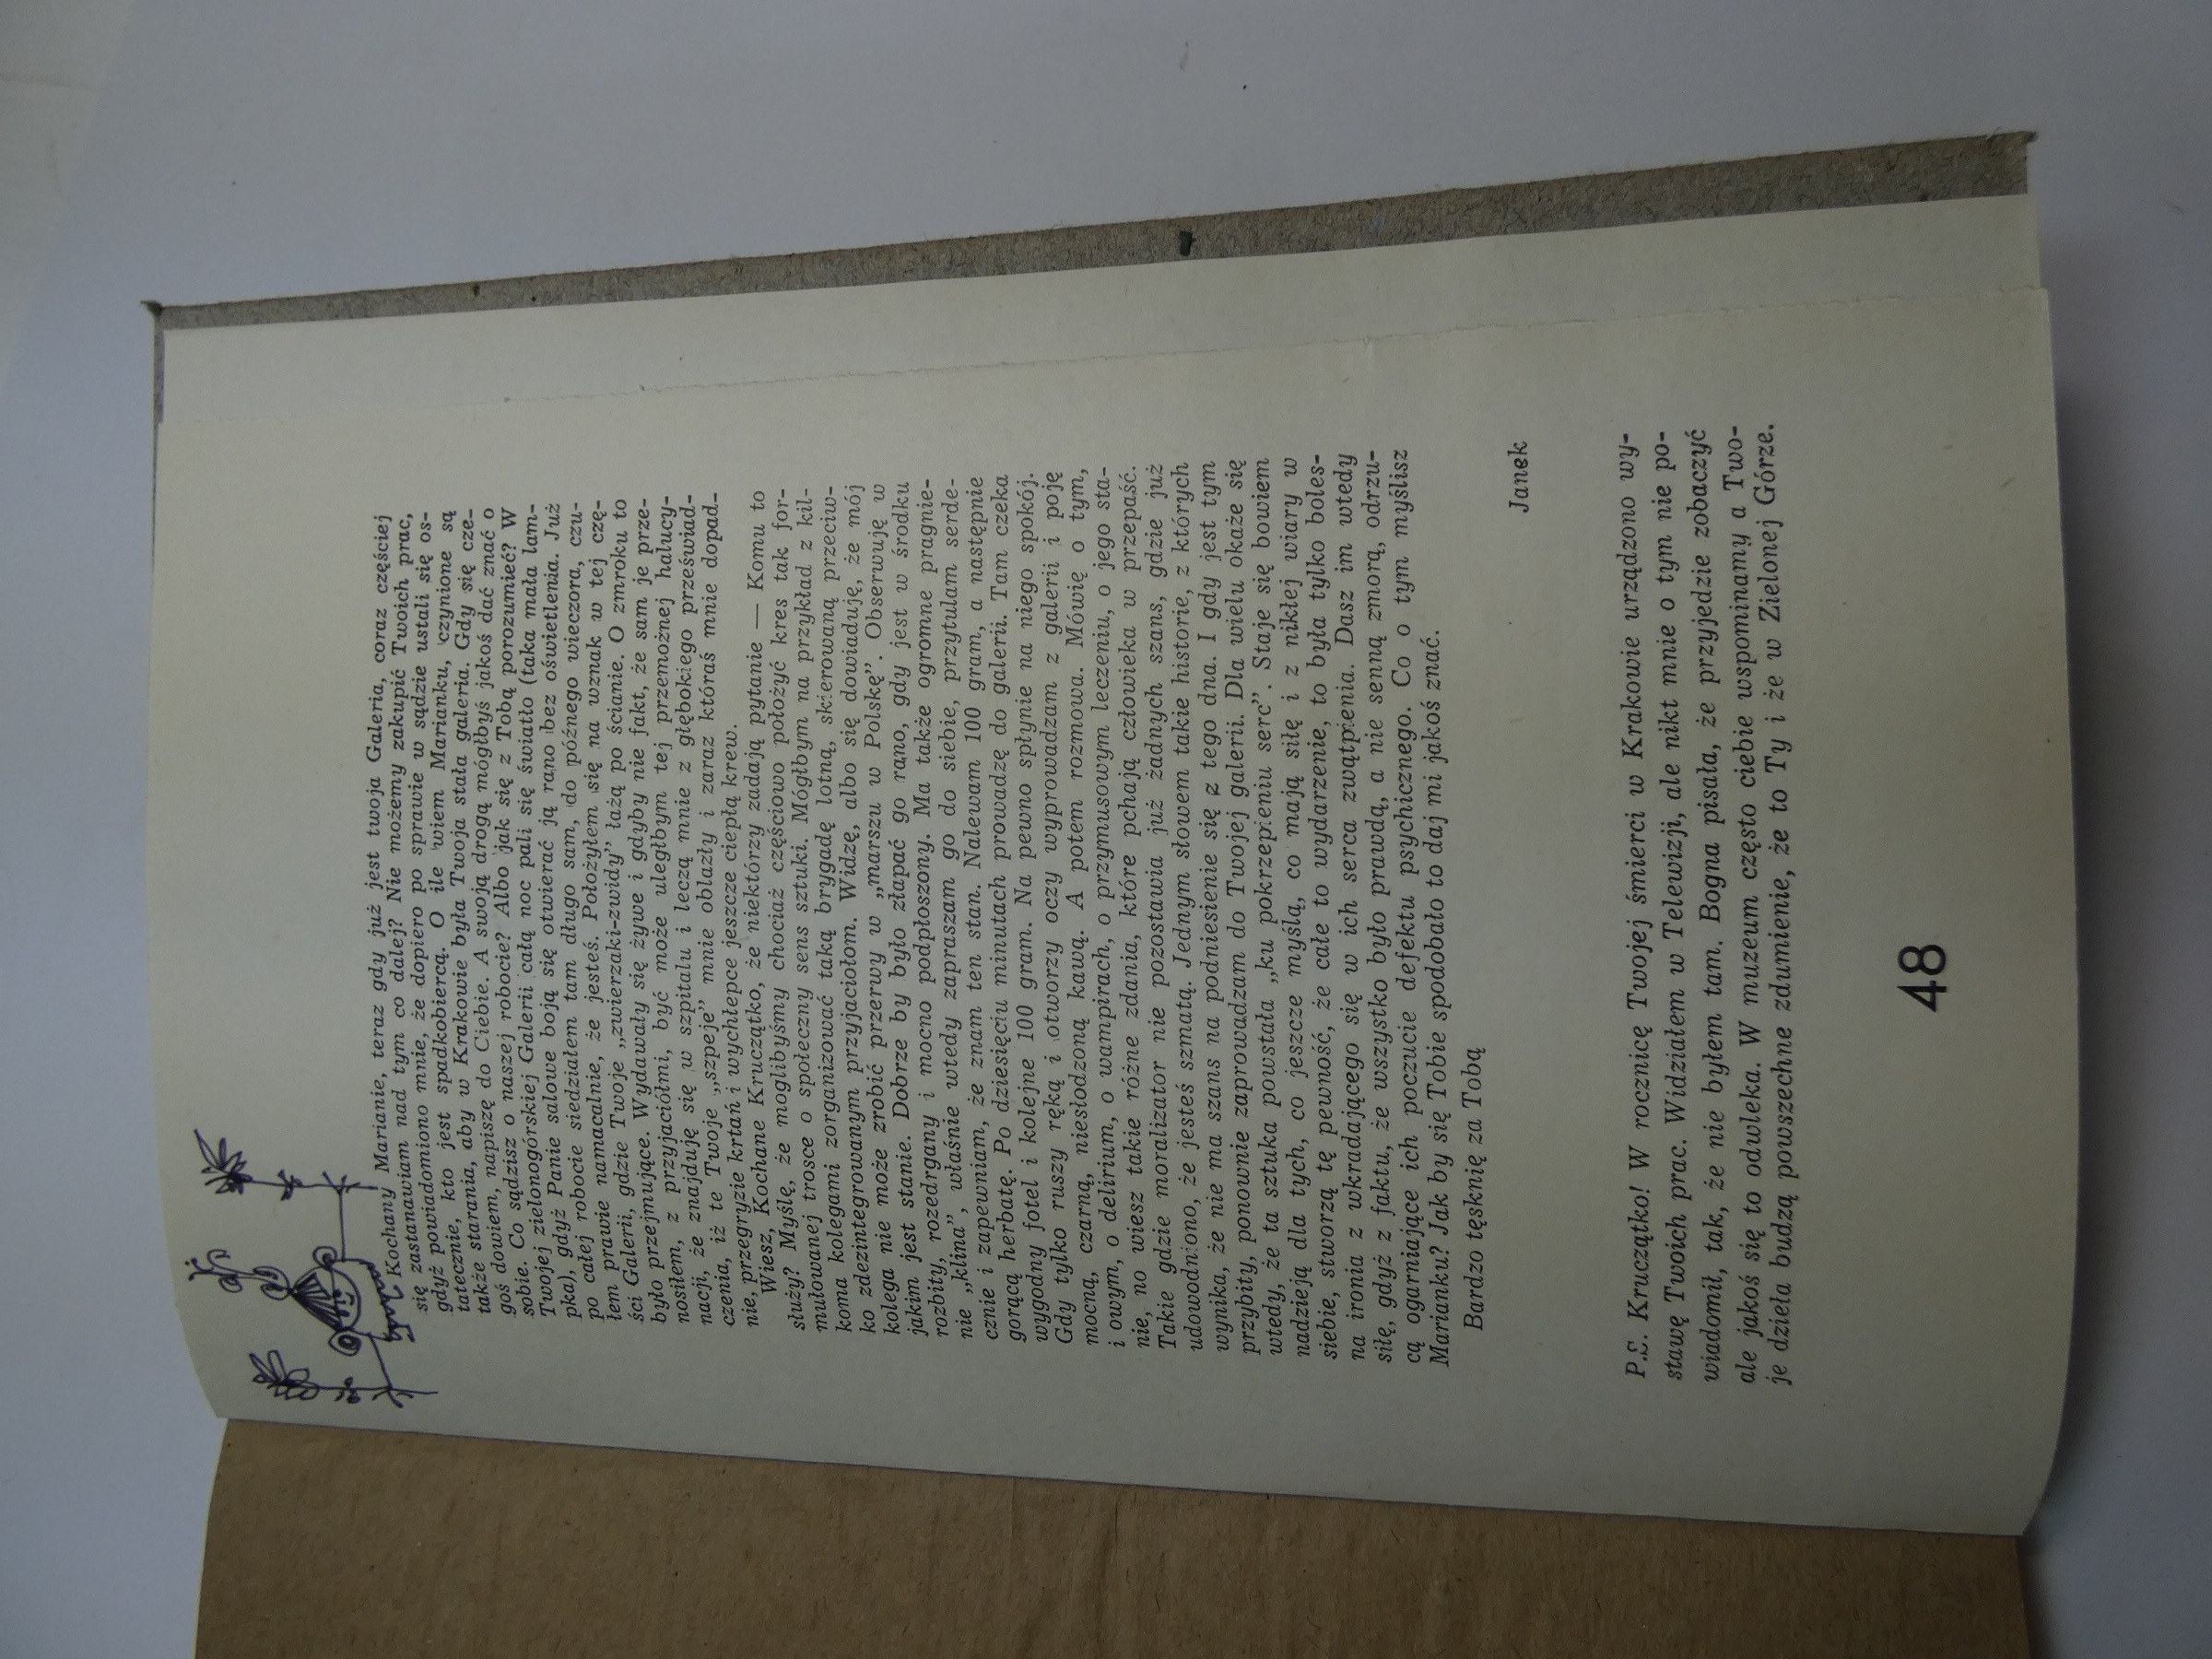 Kochany Marianie, teraz gdy już jest twoja Galeria, coraz częściej
się zastanawiam nad tym co dalej? Nie możemy zakupić Twoich prac,
gdyż powiadomiono mnie, że dopiero po sprawie w sądzie ustali się os-
tatecznie, kto jest spadkobiercą. O ile wiem Marianku, czynione są
także starania, aby w Krakowie była Twoja stała galeria. Gdy się cze-
goś dowiem, napiszę do Ciebie. A swoją drogą mógłbyś jakoś dać znać o
sobie. Co sądzisz o naszej robocie? Albo jak się z Tobą porozumieć? W
Twojej zielonogórskiej Galerii całą noc pali się światło (taka mała lam-
pka), gdyż Panie salowe boją się otwierać ją rano bez oświetlenia. Już
po całej robocie siedziałem tam długo sam, do późnego wieczora, czu-
łem prawie namacalnie, że jesteś. Położyłem się na wznak w tej czę-
ści Galerii, gdzie Twoje „zwierzaki-zwidy" łażą po ścianie. O zmroku to
było przejmujące. Wydawały się żywe i gdyby nie fakt, że sam je prze-
nosiłem, z przyjaciółmi, być może uległbym tej przemożnej halucy-
nacji, że znajduję się w szpitalu i leczą mnie z głębokiego przeświad-
czenia, iż te Twoje „szpeje" mnie oblazły i zaraz któraś mnie dopad-
nie, przegryzie krtań i wychłepce jeszcze ciepłą krew.
Wiesz, Kochane Kruczątko, że niektórzy zadają pytanie — Komu to
służy? Myślę, że moglibyśmy chociaż częściowo położyć kres tak for-
mułowanej trosce o społeczny sens sztuki. Mógłbym na przykład z kil-
koma kolegami zorganizować taką brygadę lotną, skierowaną przeciw-
ko zdezintegrowanym przyjaciołom. Widzę, albo się dowiaduję, że mój
kolega nie może zrobić przerwy w „marszu w Polskę". Obserwuję w
jakim jest stanie. Dobrze by było złapać go rano, gdy jest w środku
rozbity, rozedrgany i mocno podpłoszony. Ma także ogromne pragnie-
nie „klina", właśnie wtedy zapraszam go do siebie, przytulam serde-
cznie i zapewniam, że znam ten stan. Nalewam 100 gram, a następnie
gorącą herbatę. Po dziesięciu minutach prowadzę do galerii. Tam czeka
wygodny fotel i kolejne 100 gram. Na pewno spłynie na niego spokój.
Gdy tylko ruszy ręką i otworzy oczy wyprowadzam z galerii i poję
mocną, czarną, niesłodzoną kawą. A potem rozmowa. Mówię o tym,
i owym, o delirium, o wampirach, o przymusowym leczeniu, o jego sta-
nie, no wiesz takie różne zdania, które pchają człowieka w przepaść.
Takie gdzie moralizator nie pozostawia już żadnych szans, gdzie już
udowodniono, że jesteś szmatą. Jednym słowem takie historie, z których
wynika, że nie ma szans na podniesienie się z tego dna. I gdy jest tym
przybity, ponownie zaprowadzam do Twojej galerii. Dla wielu okaże się
wtedy, że ta sztuka powstała „ku pokrzepieniu serc". Staje się bowiem
nadzieją dla tych, co jeszcze myślą, co mają siłę i z nikłej wiary w
siebie, stworzą tę pewność, że całe to wydarzenie, to była tylko boles-
na ironia z wkradającego się w ich serca zwątpienia. Dasz im wtedy
siłę, gdyż z faktu, że wszystko było prawdą, a nie senną zmorą, odrzu-
cą ogarniające ich poczucie defektu psychicznego. Co o tym myślisz
Marianku? Jak by się Tobie spodobało to daj mi jakoś znać.
Bardzo tęsknię za Tobą
Janek
P.S. Kruczątko! W rocznicę Twojej śmierci w Krakowie urządzono wy-
stawę Twoich prac. Widziałem w Telewizji, ale nikt mnie o tym nie po-
wiadomił, tak, że nie byłem tam. Bogna pisała, że przyjedzie zobaczyć
ale jakoś się to odwleka. W muzeum często ciebie wspominamy a Two-
je dzieła budzą powszechne zdumienie, że to Ty i że w Zielonej Górze.
48